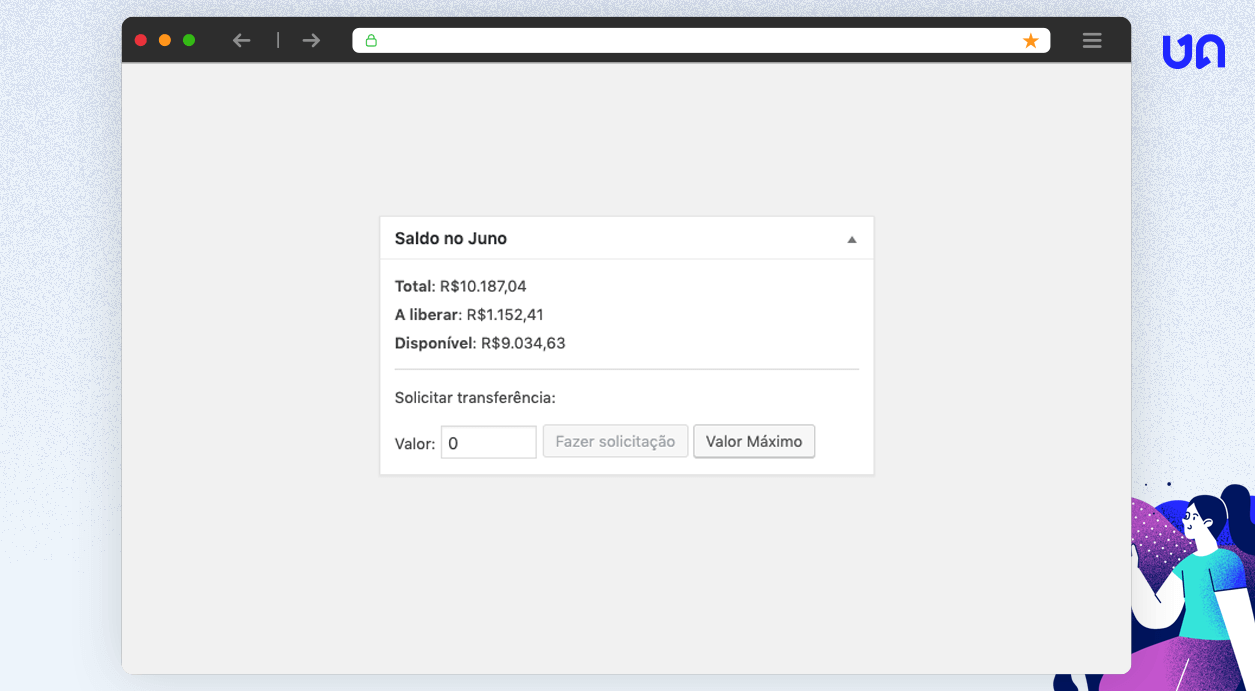 Saldo no Juno
Total: R$10.187,04
A liberar: R$1.152,41
Disponível: R$9.034,63
Solicitar transferência:
Valor: 0 Fazer solicitação Valor Máximo